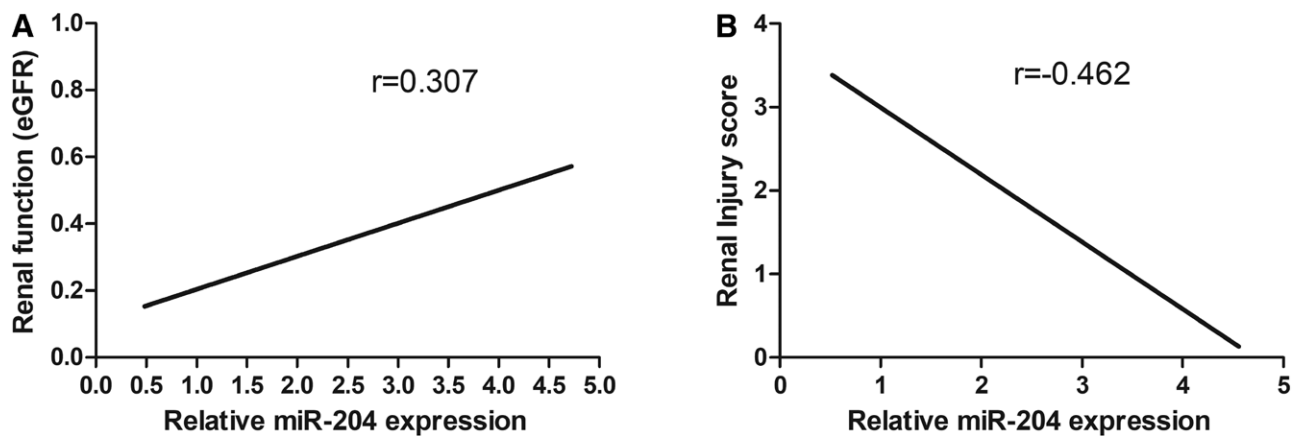 A
1.0
0.8
0.6
0.4
0.2
0.0
Renal function (eGFR)
r=0.307
0.0 0.5 1.0 1.5 2.0 2.5 3.0 3.5 4.0 4.5 5.0
Relative miR-204 expression
B
4
3
2
1
0
Renal Injury score
r=-0.462
0 1 2 3 4 5
Relative miR-204 expression